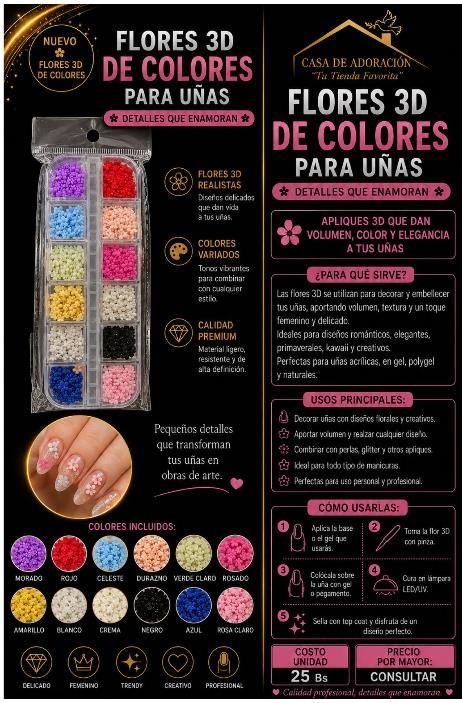 NUEVO
FLORES 3D
DE COLORES
FLORES 3D
DE COLORES
PARA UÑAS
DETALLES QUE ENAMORAN
FLORES 3D
REALISTAS
Diseños delicados
que dan vida
a tus uñas.
COLORES
VARIADOS
Tonos vibrantes
para combinar
con cualquier
estilo.
CALIDAD
PREMIUM
Material ligero,
resistente y de
alta definición.
Pequeños detalles
que transforman
tus uñas en
obras de arte.
COLORES INCLUIDOS:
MORADO
ROJO
CELESTE
DURAZNO
VERDE CLARO
ROSADO
AMARILLO
BLANCO
CREMA
NEGRO
AZUL
ROSA CLARO
DELICADO
FEMENINO
TRENDY
CREATIVO
PROFESIONAL
CASA DE ADORACIÓN
"Tu Tienda Favorita"
FLORES 3D
DE COLORES
PARA UÑAS
DETALLES QUE ENAMORAN
APLIQUES 3D QUE DAN
VOLUMEN, COLOR Y ELEGANCIA
A TUS UÑAS
¿PARA QUÉ SIRVE?
Las flores 3D se utilizan para decorar y embellecer
tus uñas, aportando volumen, textura y un toque
femenino y delicado.
Ideales para diseños románticos, elegantes,
primaverales, kawaii y creativos.
Perfectas para uñas acrílicas, en gel, polygel
y naturales.
USOS PRINCIPALES:
Decorar uñas con diseños florales y creativos.
Aportar volumen y realzar cualquier diseño.
Combinar con perlas, glitter y otros apliques.
Ideal para todo tipo de manicuras.
Perfectas para uso personal y profesional.
CÓMO USARLAS:
1 Aplica la base
o el gel que
usarás.
2 Toma la flor 3D
con pinza.
3 Colócala sobre
la uña con gel
o pegamento.
4 Cura en lámpara
LED/UV.
5 Sella con top coat y disfruta de un
diseño perfecto.
COSTO
UNIDAD
25 Bs
PRECIO
POR MAYOR:
CONSULTAR
Calidad profesional, detalles que enamoran.